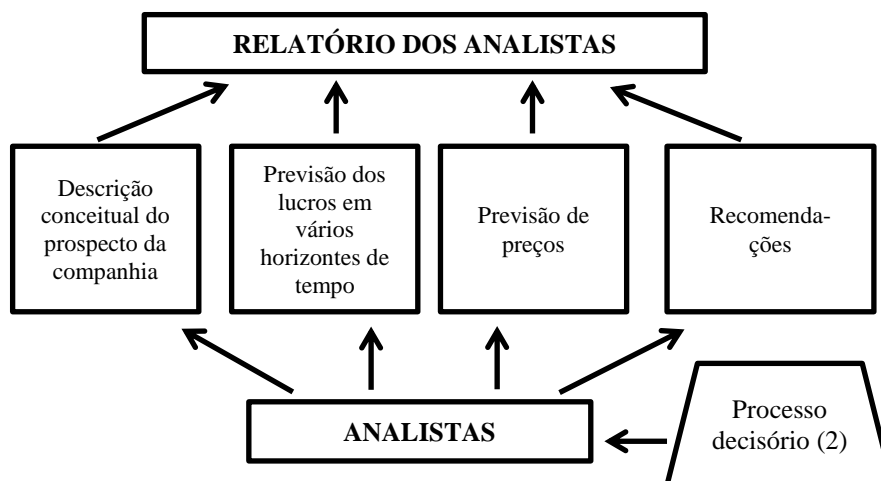 RELATÓRIO DOS ANALISTAS
Descrição
conceitual do
prospecto da
companhia
Previsão dos
lucros em
vários
horizontes de
tempo
Previsão de
preços
Recomenda-
ções
ANALISTAS
Processo
decisório (2)